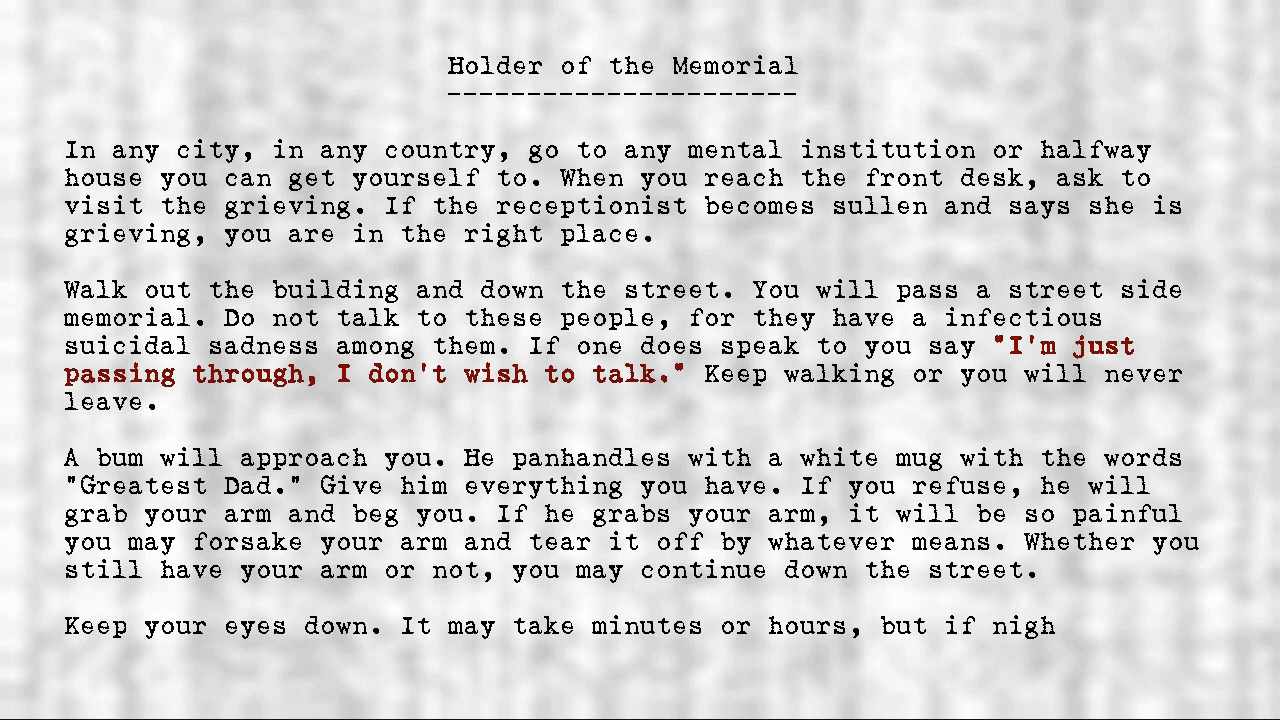 Holder of the Memorial
----------------------
In any city, in any country, go to any mental institution or halfway
house you can get yourself to. When you reach the front desk, ask to
visit the grieving. If the receptionist becomes sullen and says she is
grieving, you are in the right place.
Walk out the building and down the street. You will pass a street side
memorial. Do not talk to these people, for they have a infectious
suicidal sadness among them. If one does speak to you say "I'm just
passing through, I don't wish to talk." Keep walking or you will never
leave.
A bum will approach you. He panhandles with a white mug with the words
"Greatest Dad." Give him everything you have. If you refuse, he will
grab your arm and beg you. If he grabs your arm, it will be so painful
you may forsake your arm and tear it off by whatever means. Whether you
still have your arm or not, you may continue down the street.
Keep your eyes down. It may take minutes or hours, but if nigh